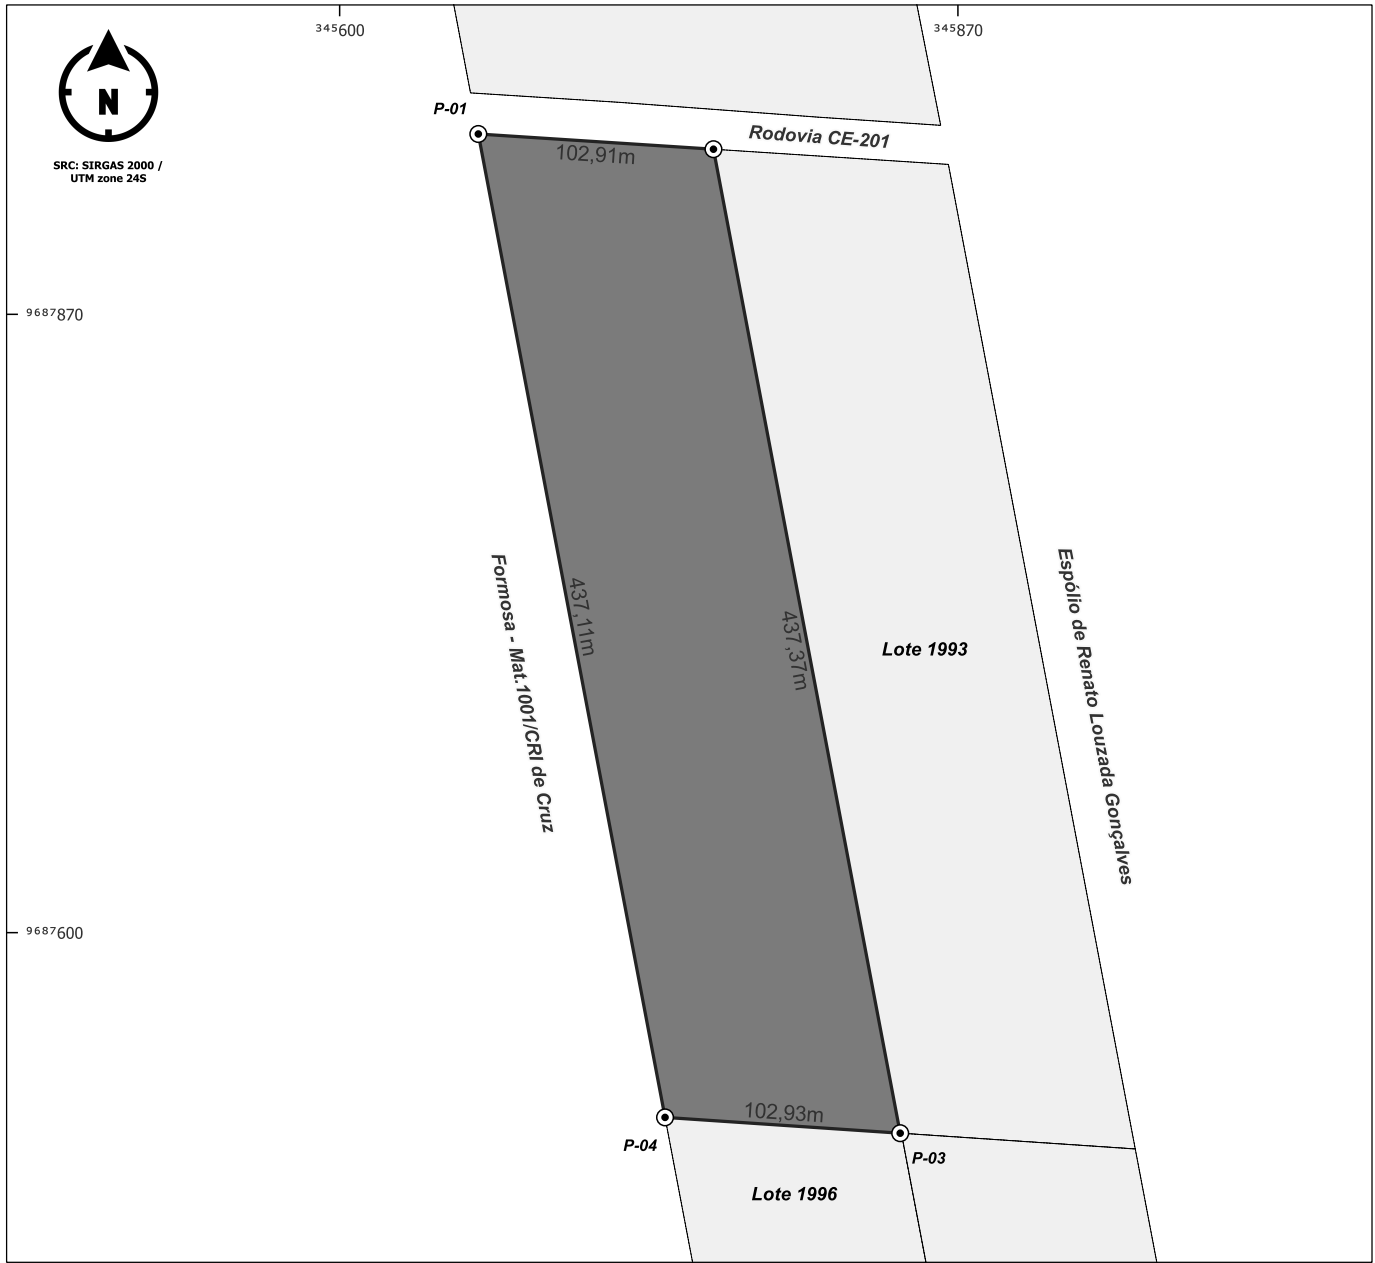 345600
345870
N
P-01
Rodovia CE-201
102,91m
SRC: SIRGAS 2000 /
UTM zone 24S
9687870
Formosa - Mat.1001/CRI de Cruz
437,11m
437,37m
Lote 1993
Espólio de Renato Louzada Gonçalves
9687600
102,93m
P-04
P-03
Lote 1996